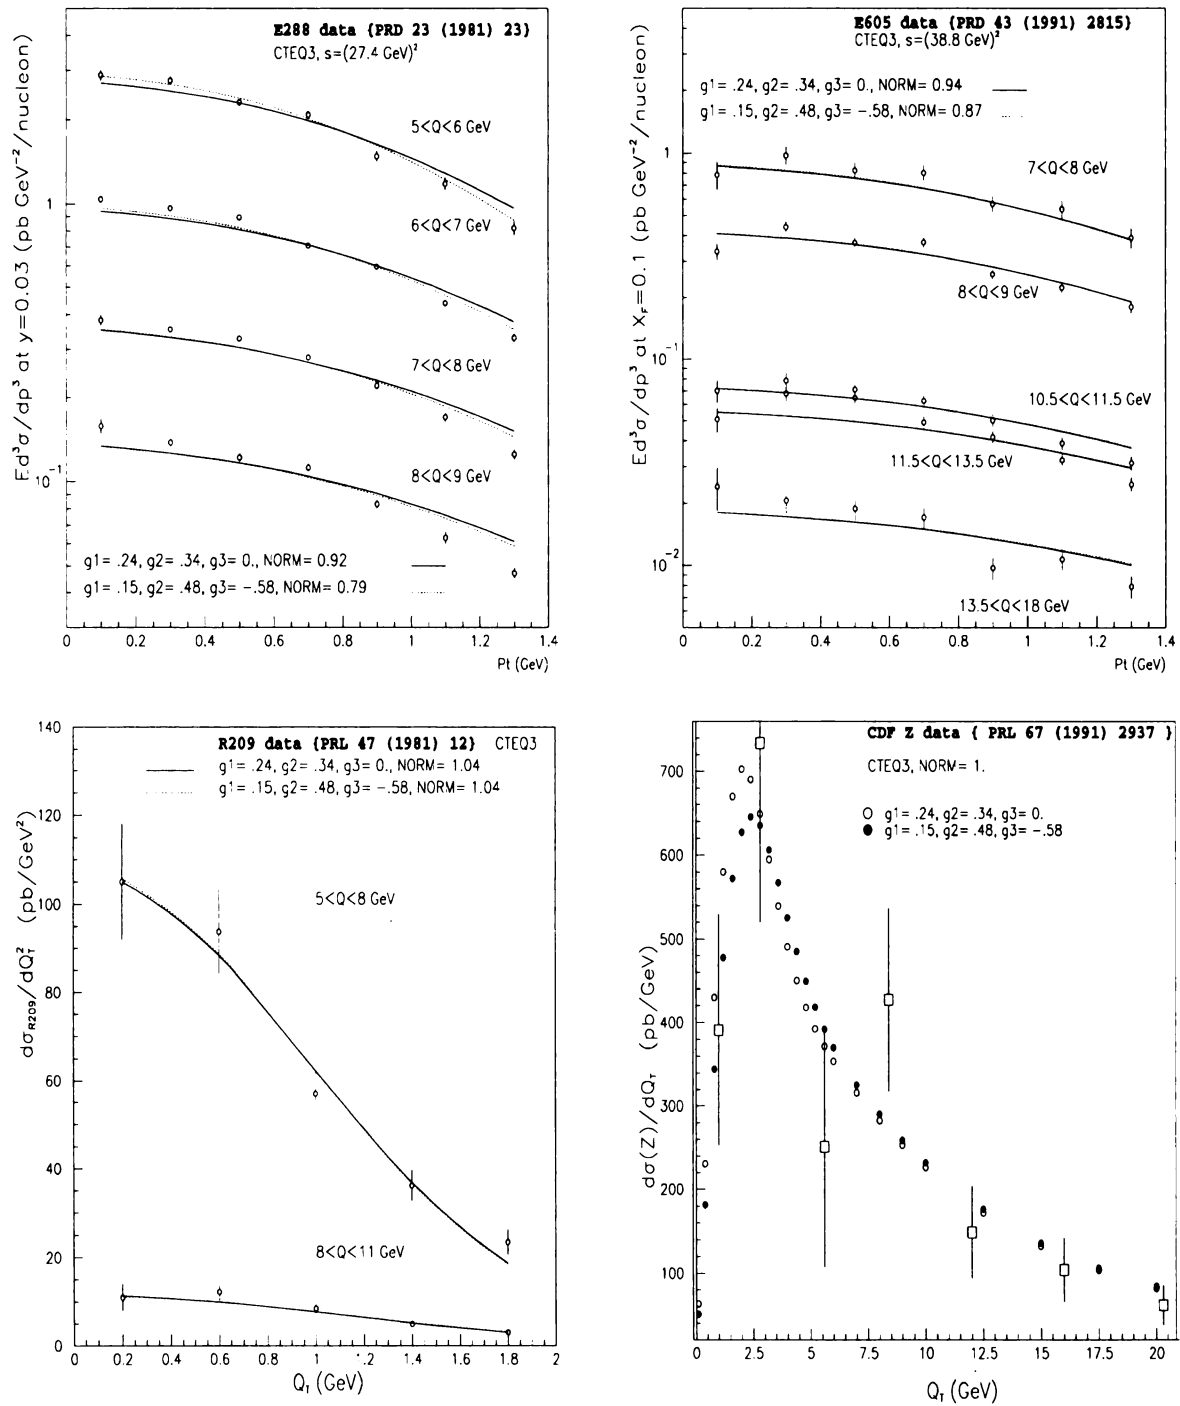 E288 data {PRD 23 (1981) 23}
CTEQ3, s=(27.4 GeV)²
Ed³σ/dp³ at y=0.03 (pb GeV⁻²/nucleon)
5<Q<6 GeV
1
6<Q<7 GeV
7<Q<8 GeV
8<Q<9 GeV
10⁻¹
g1= .24, g2= .34, g3= 0., NORM= 0.92
g1= .15, g2= .48, g3= −.58, NORM= 0.79
0 0.2 0.4 0.6 0.8 1 1.2 1.4
Pt (GeV)
E605 data {PRD 43 (1991) 2815}
CTEQ3, s=(38.8 GeV)²
g1= .24, g2= .34, g3= 0., NORM= 0.94
g1= .15, g2= .48, g3= −.58, NORM= 0.87
Ed³σ/dp³ at X_F=0.1 (pb GeV⁻²/nucleon)
1
7<Q<8 GeV
8<Q<9 GeV
10⁻¹
10.5<Q<11.5 GeV
11.5<Q<13.5 GeV
10⁻²
13.5<Q<18 GeV
0 0.2 0.4 0.6 0.8 1 1.2 1.4
Pt (GeV)
R209 data {PRL 47 (1981) 12} CTEQ3
g1= .24, g2= .34, g3= 0., NORM= 1.04
g1= .15, g2= .48, g3= −.58, NORM= 1.04
dσ_R209/dQ_T² (pb/GeV²)
140
120
100
80
60
40
20
0
5<Q<8 GeV
8<Q<11 GeV
0 0.2 0.4 0.6 0.8 1 1.2 1.4 1.6 1.8 2
Q_T (GeV)
CDF Z data { PRL 67 (1991) 2937 }
CTEQ3, NORM= 1.
g1= .24, g2= .34, g3= 0.
g1= .15, g2= .48, g3= −.58
dσ(Z)/dQ_T (pb/GeV)
700
600
500
400
300
200
100
0 2.5 5 7.5 10 12.5 15 17.5 20
Q_T (GeV)